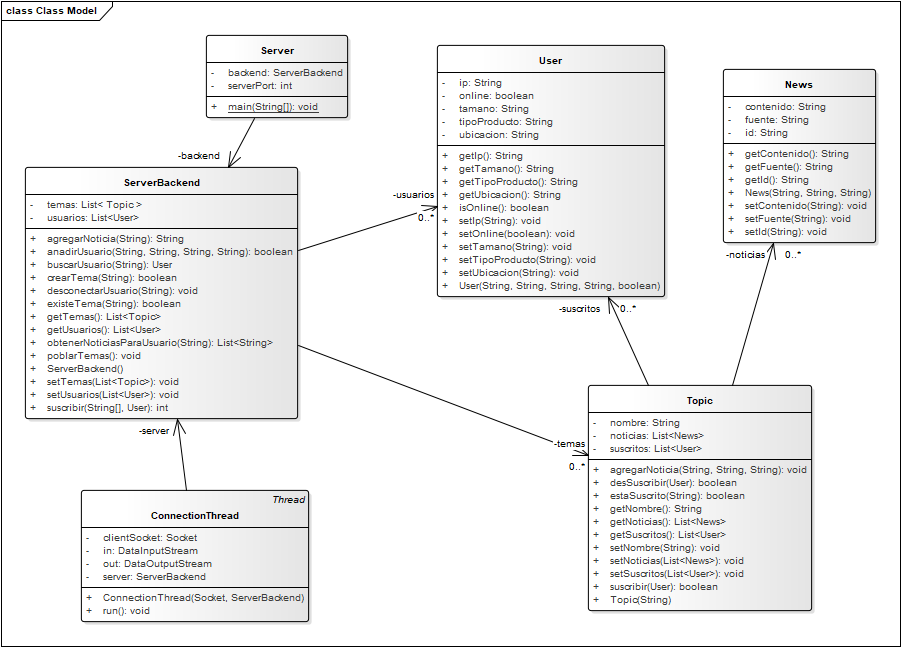 class Class Model
Server
- backend: ServerBackend
- serverPort: int
+ main(String[]): void
-backend
ServerBackend
- temas: List< Topic >
- usuarios: List<User>
+ agregarNoticia(String): String
+ anadirUsuario(String, String, String, String): boolean
+ buscarUsuario(String): User
+ crearTema(String): boolean
+ desconectarUsuario(String): void
+ existeTema(String): boolean
+ getTemas(): List<Topic>
+ getUsuarios(): List<User>
+ obtenerNoticiasParaUsuario(String): List<String>
+ poblarTemas(): void
+ ServerBackend()
+ setTemas(List<Topic>): void
+ setUsuarios(List<User>): void
+ suscribir(String[], User): int
-server
Thread
ConnectionThread
- clientSocket: Socket
- in: DataInputStream
- out: DataOutputStream
- server: ServerBackend
+ ConnectionThread(Socket, ServerBackend)
+ run(): void
-usuarios
0..*
User
- ip: String
- online: boolean
- tamano: String
- tipoProducto: String
- ubicacion: String
+ getIp(): String
+ getTamano(): String
+ getTipoProducto(): String
+ getUbicacion(): String
+ isOnline(): boolean
+ setIp(String): void
+ setOnline(boolean): void
+ setTamano(String): void
+ setTipoProducto(String): void
+ setUbicacion(String): void
+ User(String, String, String, String, boolean)
-suscritos
0..*
News
- contenido: String
- fuente: String
- id: String
+ getContenido(): String
+ getFuente(): String
+ getId(): String
+ News(String, String, String)
+ setContenido(String): void
+ setFuente(String): void
+ setId(String): void
-noticias
0..*
-temas
0..*
Topic
- nombre: String
- noticias: List<News>
- suscritos: List<User>
+ agregarNoticia(String, String, String): void
+ desSuscribir(User): boolean
+ estaSuscrito(String): boolean
+ getNombre(): String
+ getNoticias(): List<News>
+ getSuscritos(): List<User>
+ setNombre(String): void
+ setNoticias(List<News>): void
+ setSuscritos(List<User>): void
+ suscribir(User): boolean
+ Topic(String)